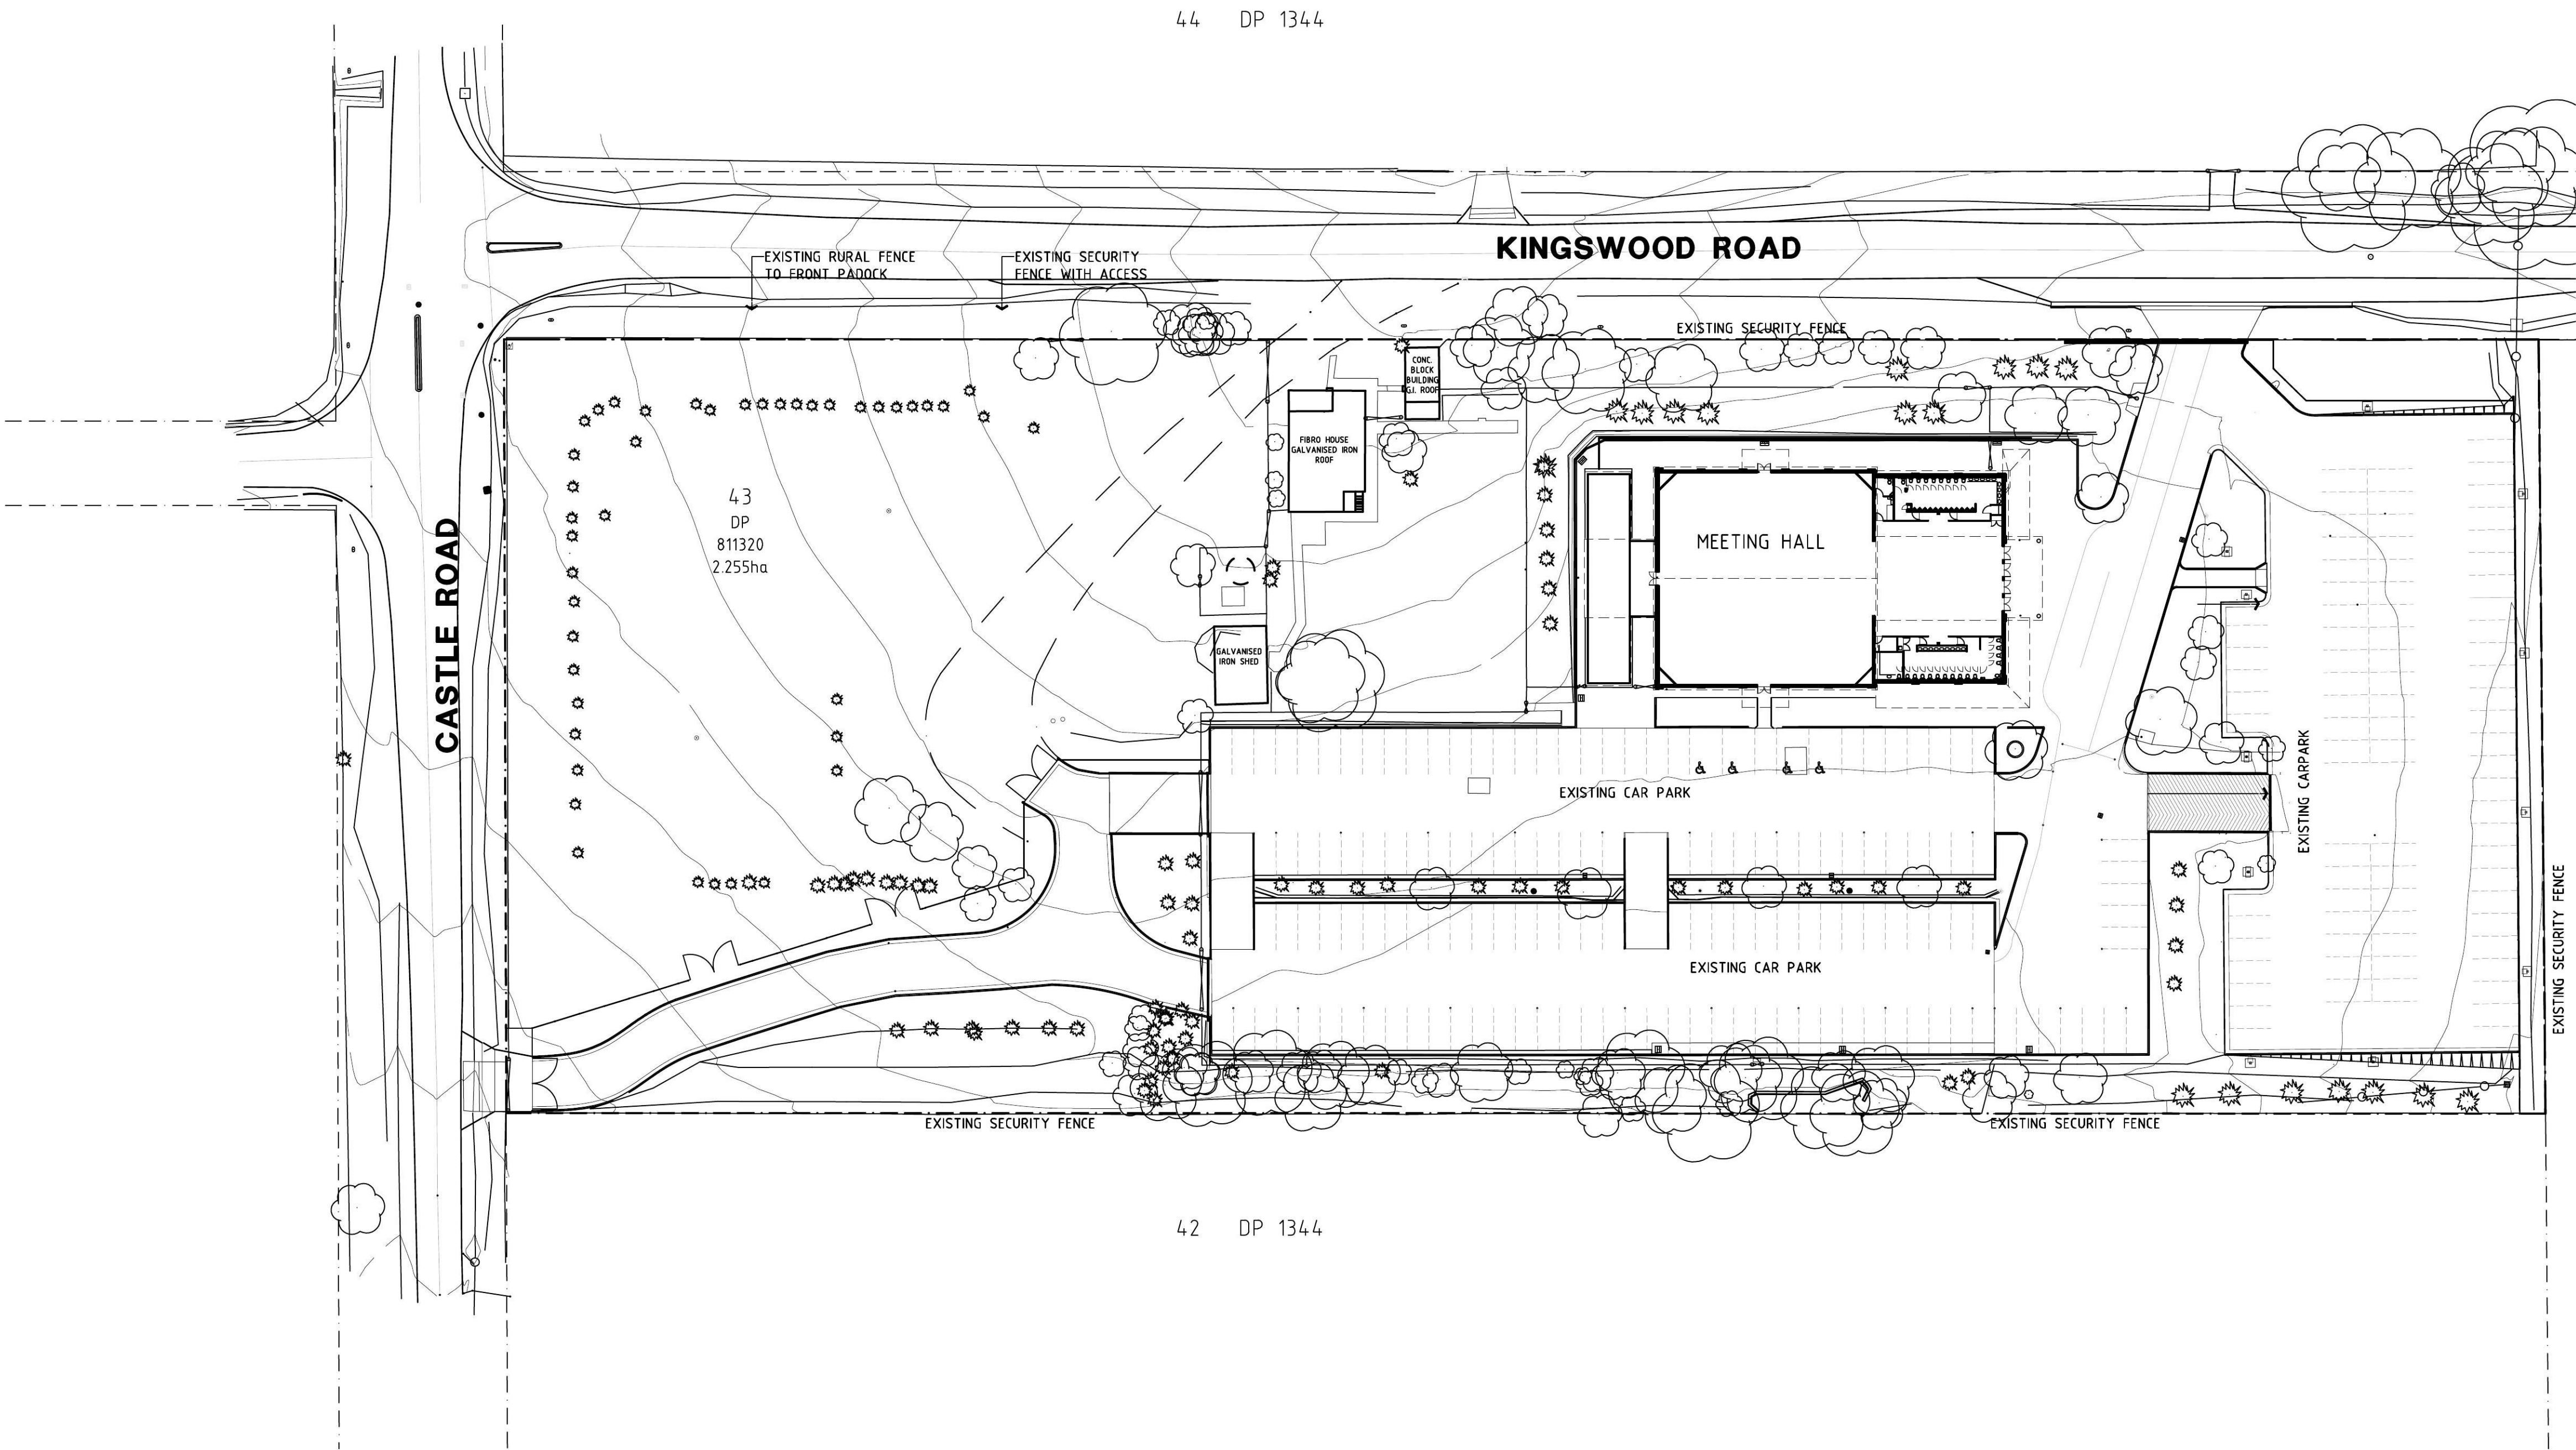 44 DP 1344
KINGSWOOD ROAD
EXISTING RURAL FENCE
TO FRONT PADOCK
EXISTING SECURITY
FENCE WITH ACCESS
EXISTING SECURITY FENCE
CONC.
BLOCK
BUILDING
G.I. ROOF
FIBRO HOUSE
GALVANISED IRON
ROOF
43
DP
811320
2.255ha
MEETING HALL
CASTLE ROAD
GALVANISED
IRON SHED
EXISTING CAR PARK
EXISTING CARPARK
EXISTING CAR PARK
EXISTING SECURITY FENCE
EXISTING SECURITY FENCE
EXISTING SECURITY FENCE
42 DP 1344